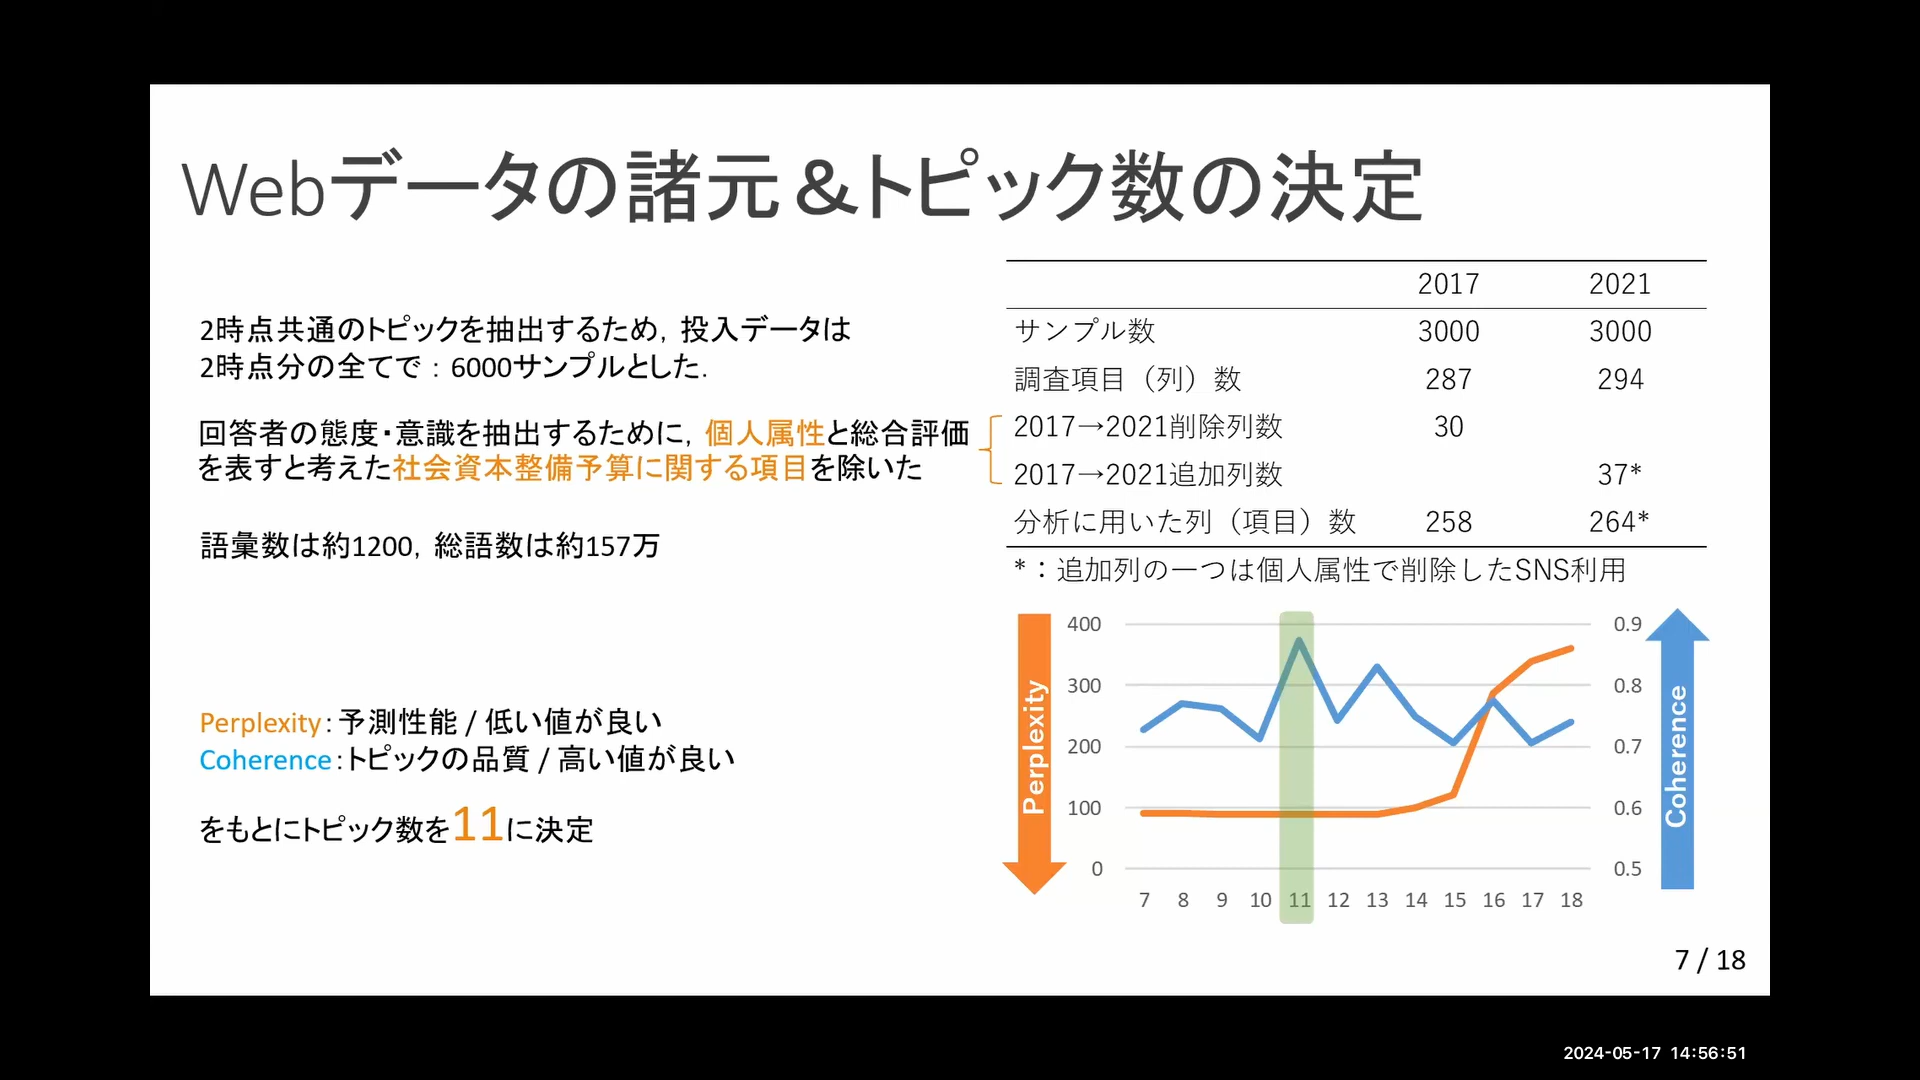 Webデータの諸元&トピック数の決定
2時点共通のトピックを抽出するため，投入データは
2時点分の全てで：6000サンプルとした．
回答者の態度・意識を抽出するために，個人属性と総合評価
を表すと考えた社会資本整備予算に関する項目を除いた
語彙数は約1200，総語数は約157万
Perplexity：予測性能 / 低い値が良い
Coherence：トピックの品質 / 高い値が良い
をもとにトピック数を11に決定
2017 2021
サンプル数 3000 3000
調査項目（列）数 287 294
2017→2021削除列数 30
2017→2021追加列数 37*
分析に用いた列（項目）数 258 264*
*：追加列の一つは個人属性で削除したSNS利用
Perplexity
400
300
200
100
0
7 8 9 10 11 12 13 14 15 16 17 18
0.9
0.8
0.7
0.6
0.5
Coherence
7 / 18
2024-05-17 14:56:51